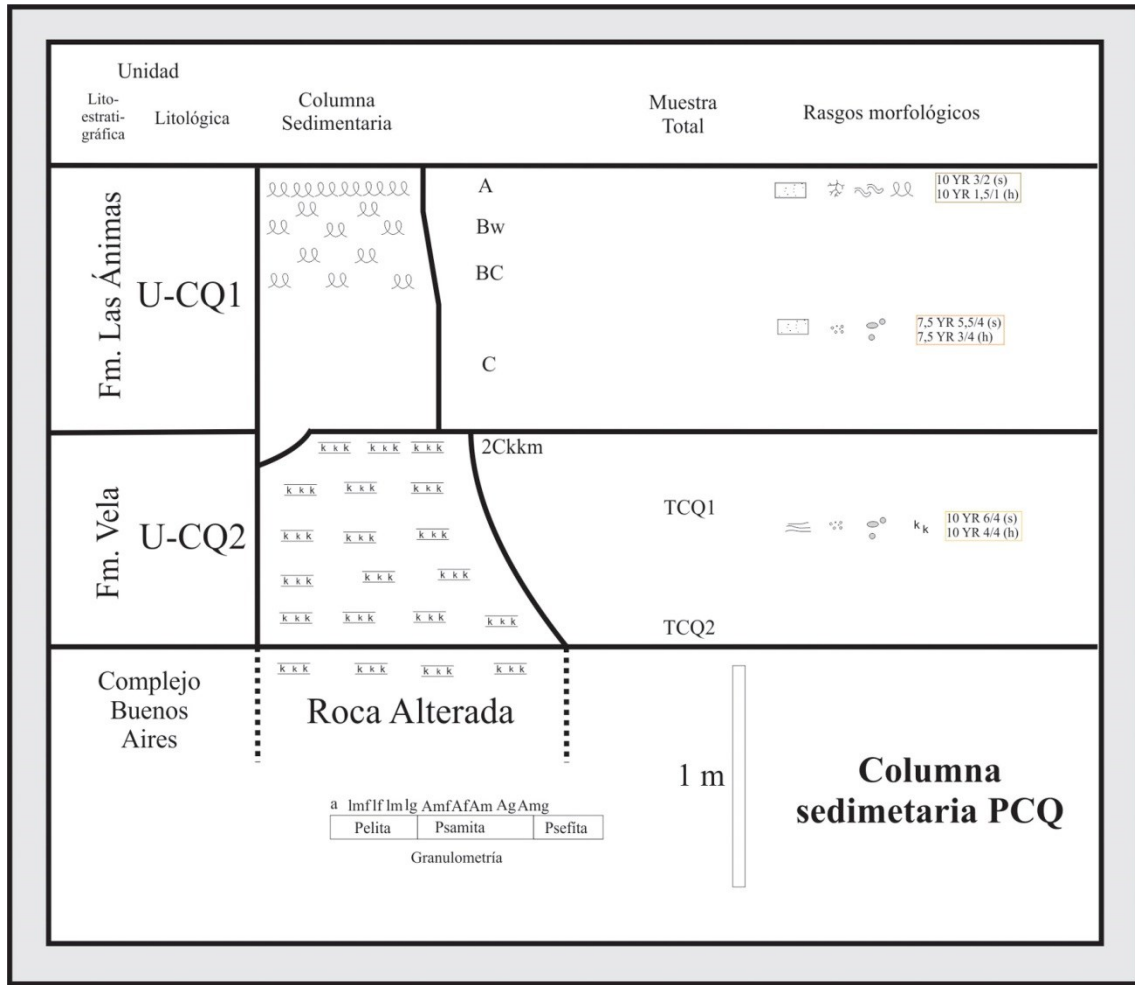 Unidad
Lito-
estrati-
gráfica
Litológica
Columna
Sedimentaria
Muestra
Total
Rasgos morfológicos
Fm. Las Ánimas
U-CQ1
A
Bw
BC
C
10 YR 3/2 (s)
10 YR 1,5/1 (h)
7,5 YR 5,5/4 (s)
7,5 YR 3/4 (h)
Fm. Vela
U-CQ2
k k k k k k k k k
2Ckkm
k k k k k k k k k
TCQ1
k k k k k k k k k
k k
10 YR 6/4 (s)
10 YR 4/4 (h)
k k k k k k k k k
k k k k k k k k k k k k
TCQ2
k k k k k k k k k k k k
Complejo
Buenos
Aires
Roca Alterada
1 m
Columna
sedimetaria PCQ
a lmf lf lm lg Amf Af Am Ag Amg
Pelita Psamita Psefita
Granulometría